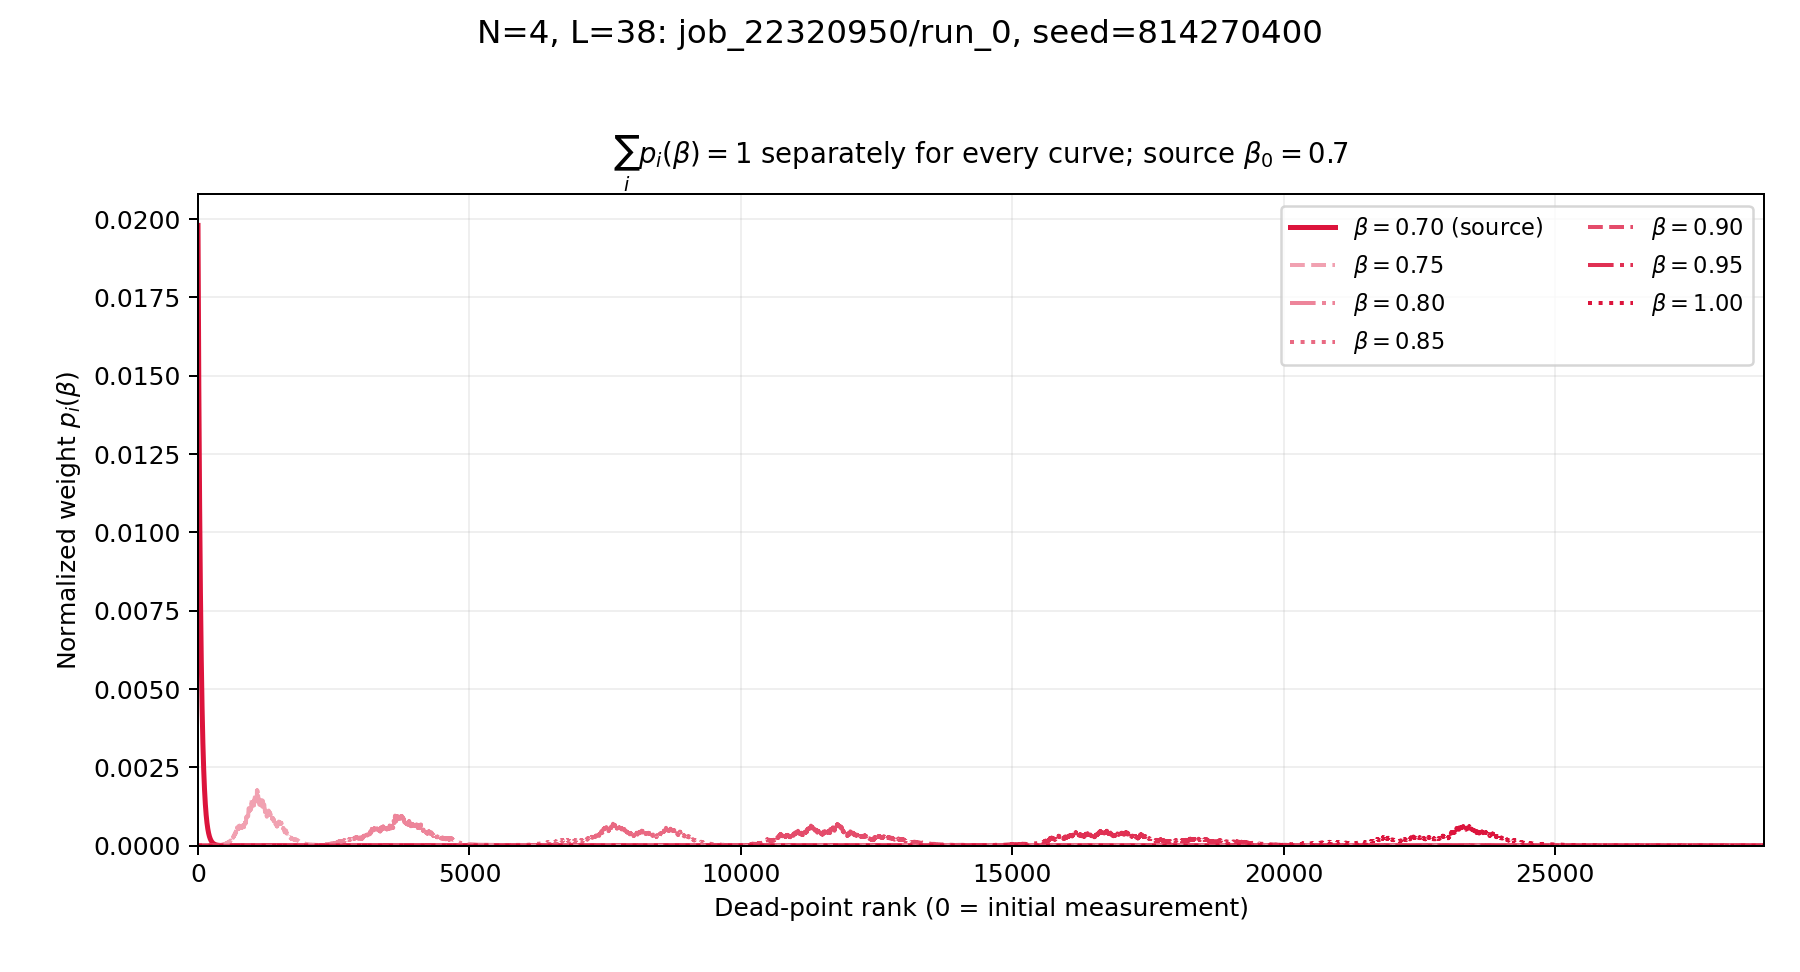 N=4, L=38: job_22320950/run_0, seed=814270400
∑_i p_i(β) = 1 separately for every curve; source β_0 = 0.7
β = 0.70 (source)
β = 0.75
β = 0.80
β = 0.85
β = 0.90
β = 0.95
β = 1.00
Normalized weight p_i(β)
0.0200
0.0175
0.0150
0.0125
0.0100
0.0075
0.0050
0.0025
0.0000
0 5000 10000 15000 20000 25000
Dead-point rank (0 = initial measurement)